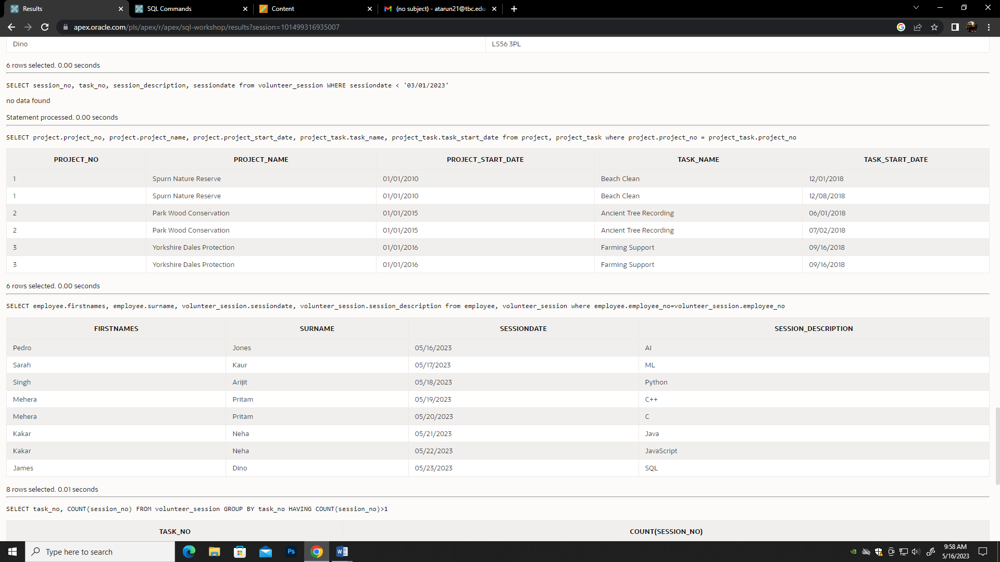 Results
SQL Commands
Content
(no subject) - atarun21@tbc.edu.
apex.oracle.com/pls/apex/r/apex/sql-workshop/results?session=101499316935007
Dino LS56 3PL
6 rows selected. 0.00 seconds
SELECT session_no, task_no, session_description, sessiondate from volunteer_session WHERE sessiondate < '03/01/2023'
no data found
Statement processed. 0.00 seconds
SELECT project.project_no, project.project_name, project.project_start_date, project_task.task_name, project_task.task_start_date from project, project_task where project.project_no = project_task.project_no
PROJECT_NO PROJECT_NAME PROJECT_START_DATE TASK_NAME TASK_START_DATE
1 Spurn Nature Reserve 01/01/2010 Beach Clean 12/01/2018
1 Spurn Nature Reserve 01/01/2010 Beach Clean 12/08/2018
2 Park Wood Conservation 01/01/2015 Ancient Tree Recording 06/01/2018
2 Park Wood Conservation 01/01/2015 Ancient Tree Recording 07/02/2018
3 Yorkshire Dales Protection 01/01/2016 Farming Support 09/16/2018
3 Yorkshire Dales Protection 01/01/2016 Farming Support 09/16/2018
6 rows selected. 0.00 seconds
SELECT employee.firstnames, employee.surname, volunteer_session.sessiondate, volunteer_session.session_description from employee, volunteer_session where employee.employee_no=volunteer_session.employee_no
FIRSTNAMES SURNAME SESSIONDATE SESSION_DESCRIPTION
Pedro Jones 05/16/2023 AI
Sarah Kaur 05/17/2023 ML
Singh Arijit 05/18/2023 Python
Mehera Pritam 05/19/2023 C++
Mehera Pritam 05/20/2023 C
Kakar Neha 05/21/2023 Java
Kakar Neha 05/22/2023 JavaScript
James Dino 05/23/2023 SQL
8 rows selected. 0.01 seconds
SELECT task_no, COUNT(session_no) FROM volunteer_session GROUP BY task_no HAVING COUNT(session_no)>1
TASK_NO COUNT(SESSION_NO)
Type here to search
Ps
9:58 AM
5/16/2023